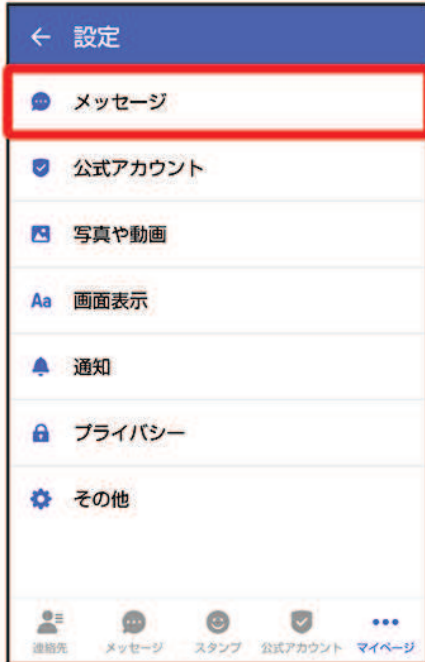 設定
メッセージ
公式アカウント
写真や動画
Aa 画面表示
通知
プライバシー
その他
連絡先 メッセージ スタンプ 公式アカウント マイページ